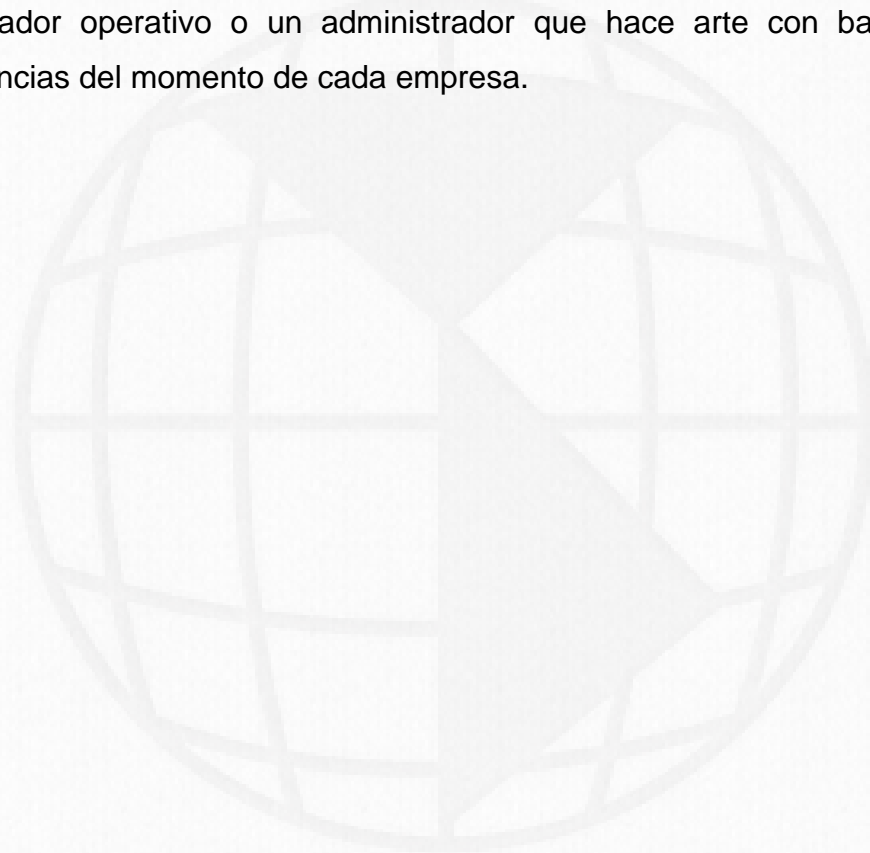 ador operativo o un administrador que hace arte con ba
ncias del momento de cada empresa.